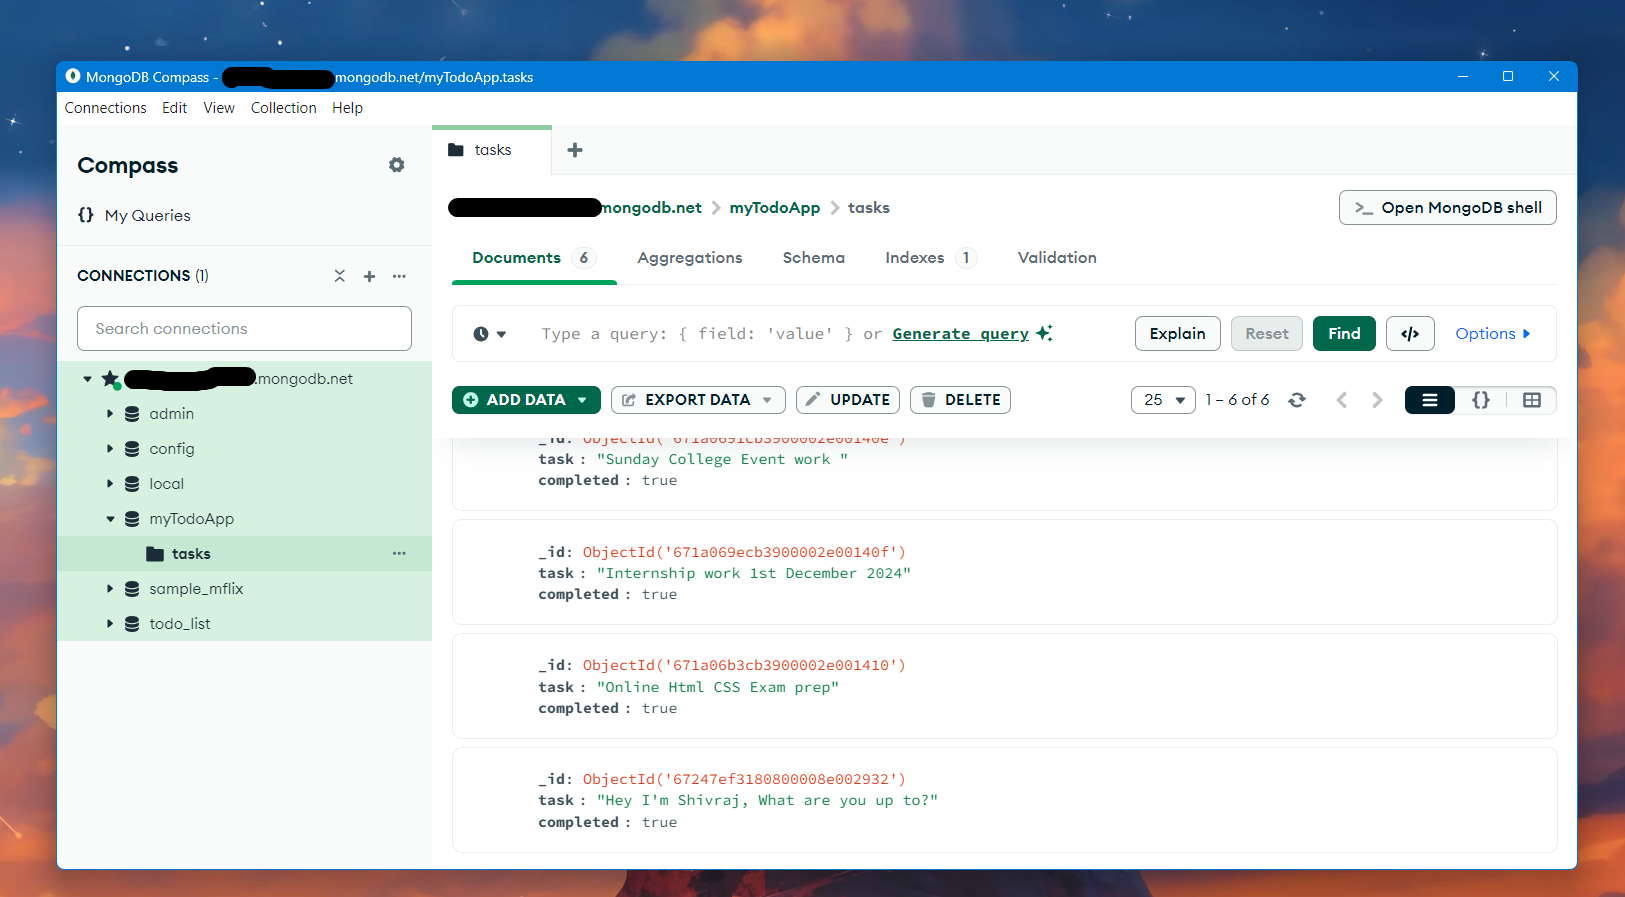 MongoDB Compass - mongodb.net/myTodoApp.tasks
Connections Edit View Collection Help
Compass
{} My Queries
CONNECTIONS (1)
Search connections
.mongodb.net
admin
config
local
myTodoApp
tasks
sample_mflix
todo_list
tasks
mongodb.net > myTodoApp > tasks
>_ Open MongoDB shell
Documents 6 Aggregations Schema Indexes 1 Validation
Type a query: { field: 'value' } or Generate query
Explain Reset Find </> Options
ADD DATA EXPORT DATA UPDATE DELETE
25 1 – 6 of 6 {}
_id: ObjectId('671a0691cb3900002e00140e')
task : "Sunday College Event work "
completed : true
_id: ObjectId('671a069ecb3900002e00140f')
task : "Internship work 1st December 2024"
completed : true
_id: ObjectId('671a06b3cb3900002e001410')
task : "Online Html CSS Exam prep"
completed : true
_id: ObjectId('67247ef3180800008e002932')
task : "Hey I'm Shivraj, What are you up to?"
completed : true